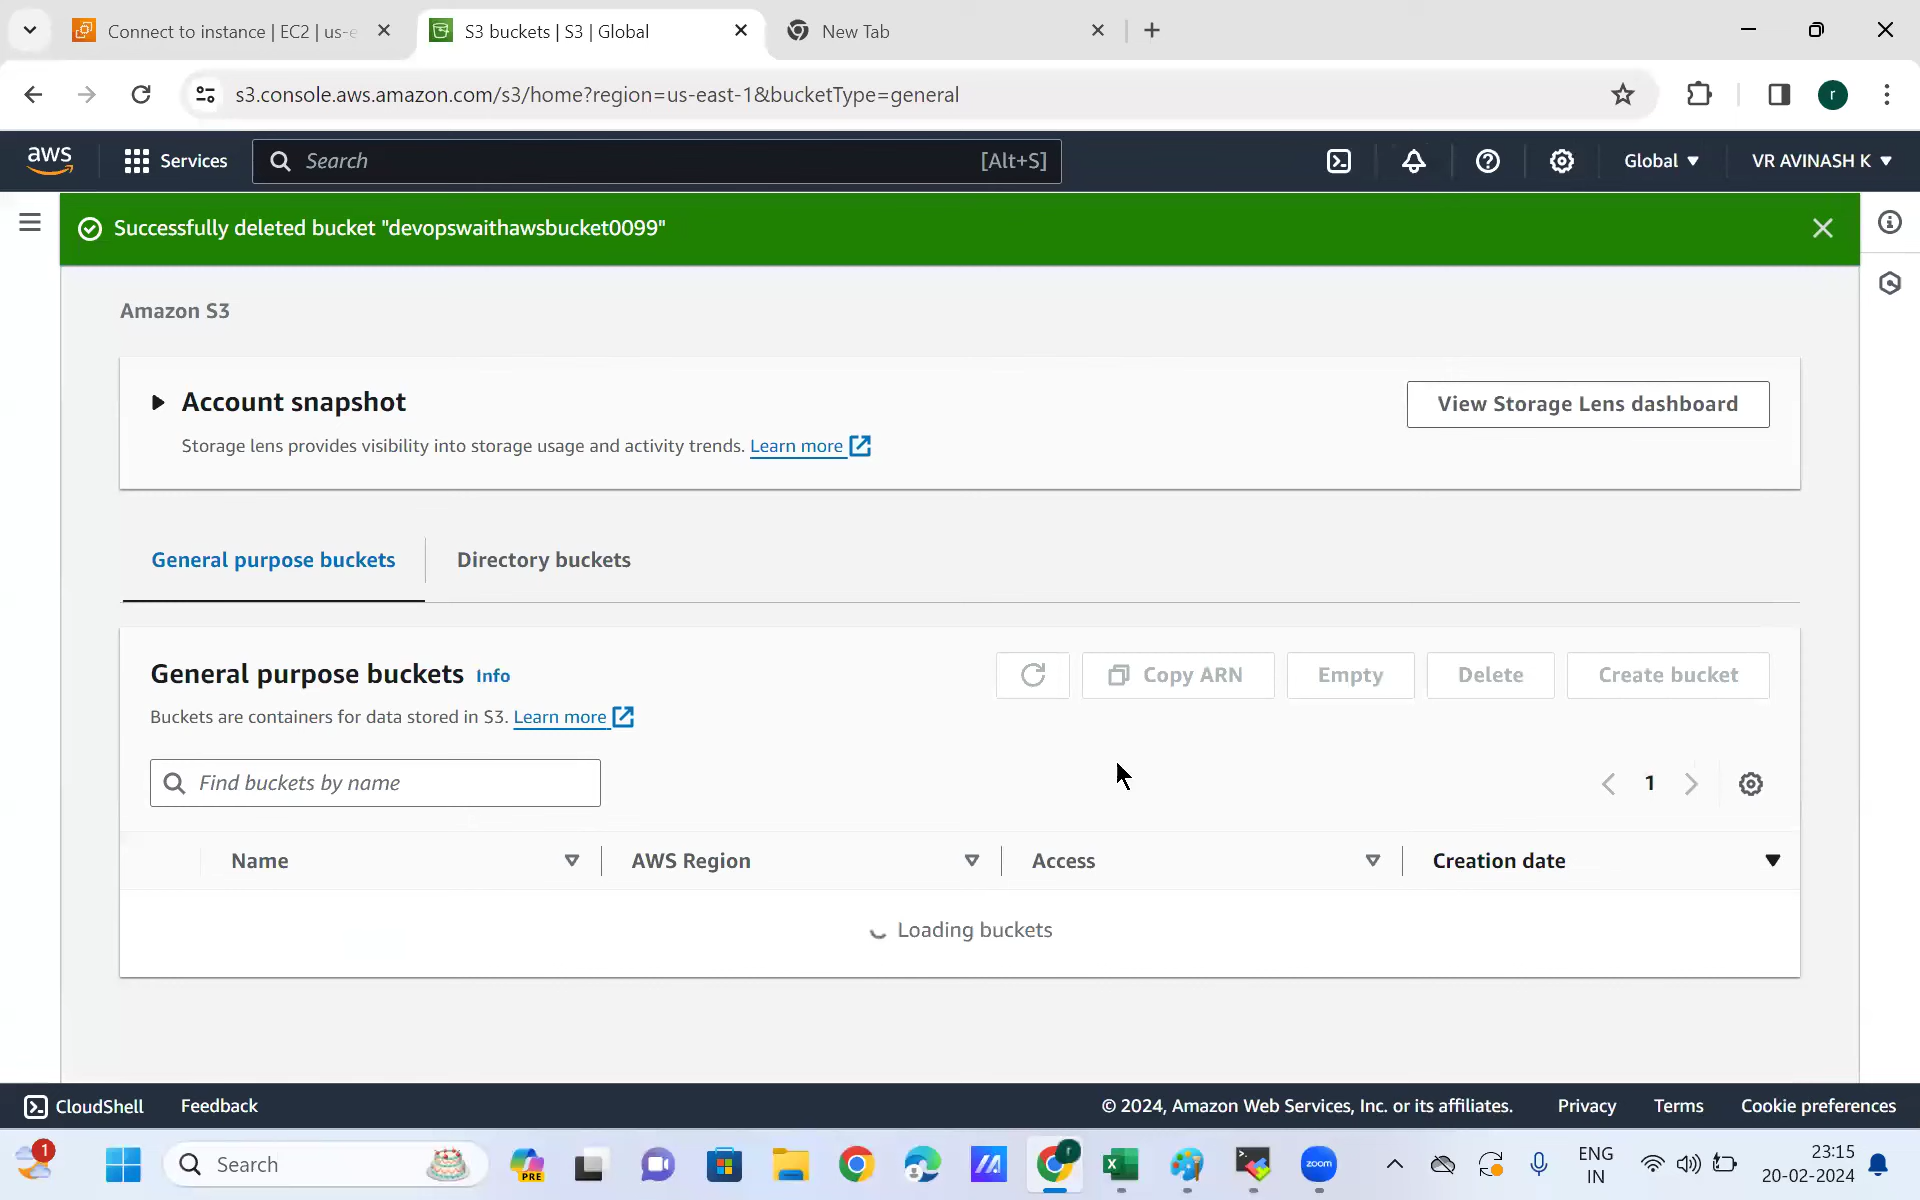 Connect to instance | EC2 | us-e
S3 buckets | S3 | Global
New Tab
s3.console.aws.amazon.com/s3/home?region=us-east-1&bucketType=general
r
aws
Services
Search
[Alt+S]
Global
VR AVINASH K
Successfully deleted bucket "devopswaithawsbucket0099"
Amazon S3
Account snapshot
View Storage Lens dashboard
Storage lens provides visibility into storage usage and activity trends. Learn more
General purpose buckets
Directory buckets
General purpose buckets Info
Copy ARN
Empty
Delete
Create bucket
Buckets are containers for data stored in S3. Learn more
Find buckets by name
1
Name
AWS Region
Access
Creation date
Loading buckets
CloudShell
Feedback
© 2024, Amazon Web Services, Inc. or its affiliates.
Privacy
Terms
Cookie preferences
1
Search
PRE
r
zoom
ENG
IN
23:15
20-02-2024